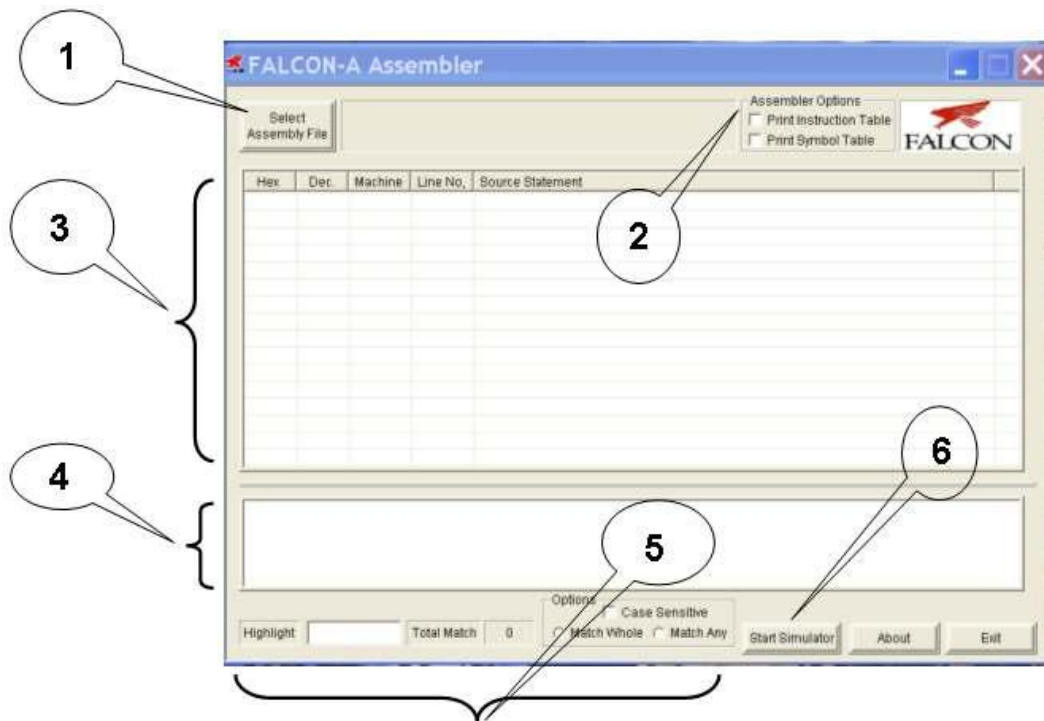 1
FALCON-A Assembler
Select
Assembly File
Assembler Options
Print Instruction Table
Print Symbol Table
FALCON
Hex Dec. Machine Line No, Source Statement
3
2
4
6
5
Options
Case Sensitive
Highlight Total Match 0 Match Whole Match Any
Start Simulator About Exit